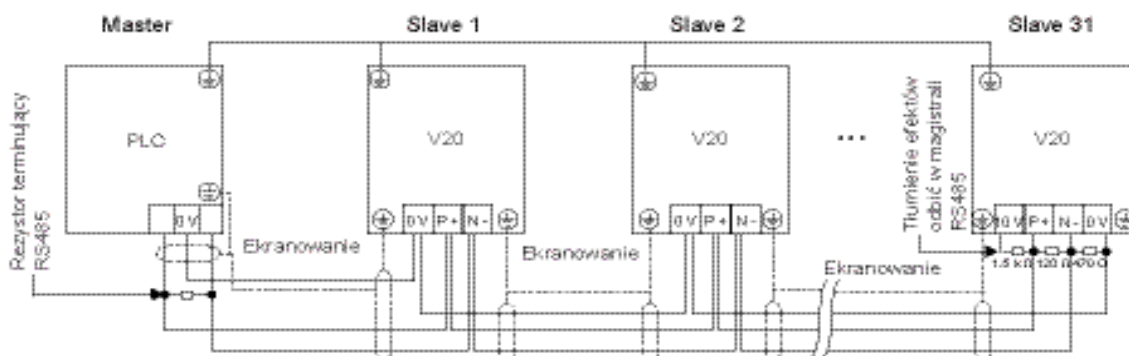 Master
Slave 1
Slave 2
Slave 31
PLC
V20
V20
...
V20
Rezystor terminujący
RS485
Tłumienie efektów
odbić w magistrali
RS485
0 V
0 V P+ N-
0 V P+ N-
10 V P+ N- 0 V
Ekranowanie
Ekranowanie
Ekranowanie
1.5 kΩ 120 Ω 470 Ω